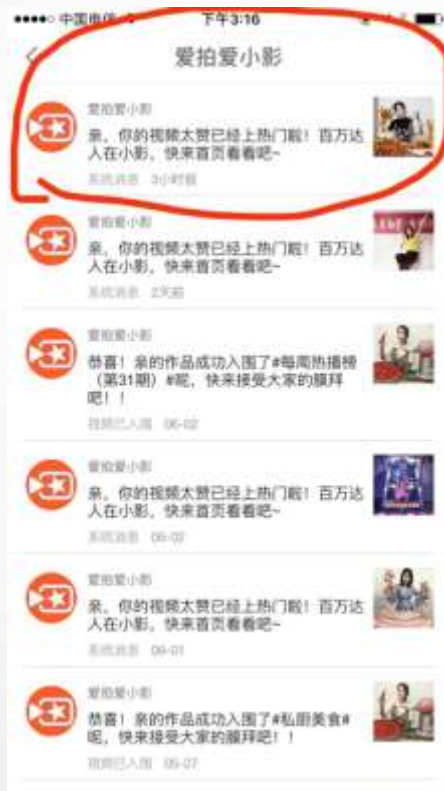 中国电信
下午3:16
爱拍爱小影
爱拍爱小影
亲，你的视频太赞已经上热门啦！百万达
人在小影，快来首页看看吧~
系统消息 3小时前
爱拍爱小影
亲，你的视频太赞已经上热门啦！百万达
人在小影，快来首页看看吧~
系统消息 2天前
爱拍爱小影
恭喜！亲的作品成功入围了#每周热播榜
（第31期）#呢，快来接受大家的膜拜
吧！！
视频已入围 06-02
爱拍爱小影
亲，你的视频太赞已经上热门啦！百万达
人在小影，快来首页看看吧~
系统消息 06-02
爱拍爱小影
亲，你的视频太赞已经上热门啦！百万达
人在小影，快来首页看看吧~
系统消息 06-01
爱拍爱小影
恭喜！亲的作品成功入围了#私厨美食#
呢，快来接受大家的膜拜吧！！
视频已入围